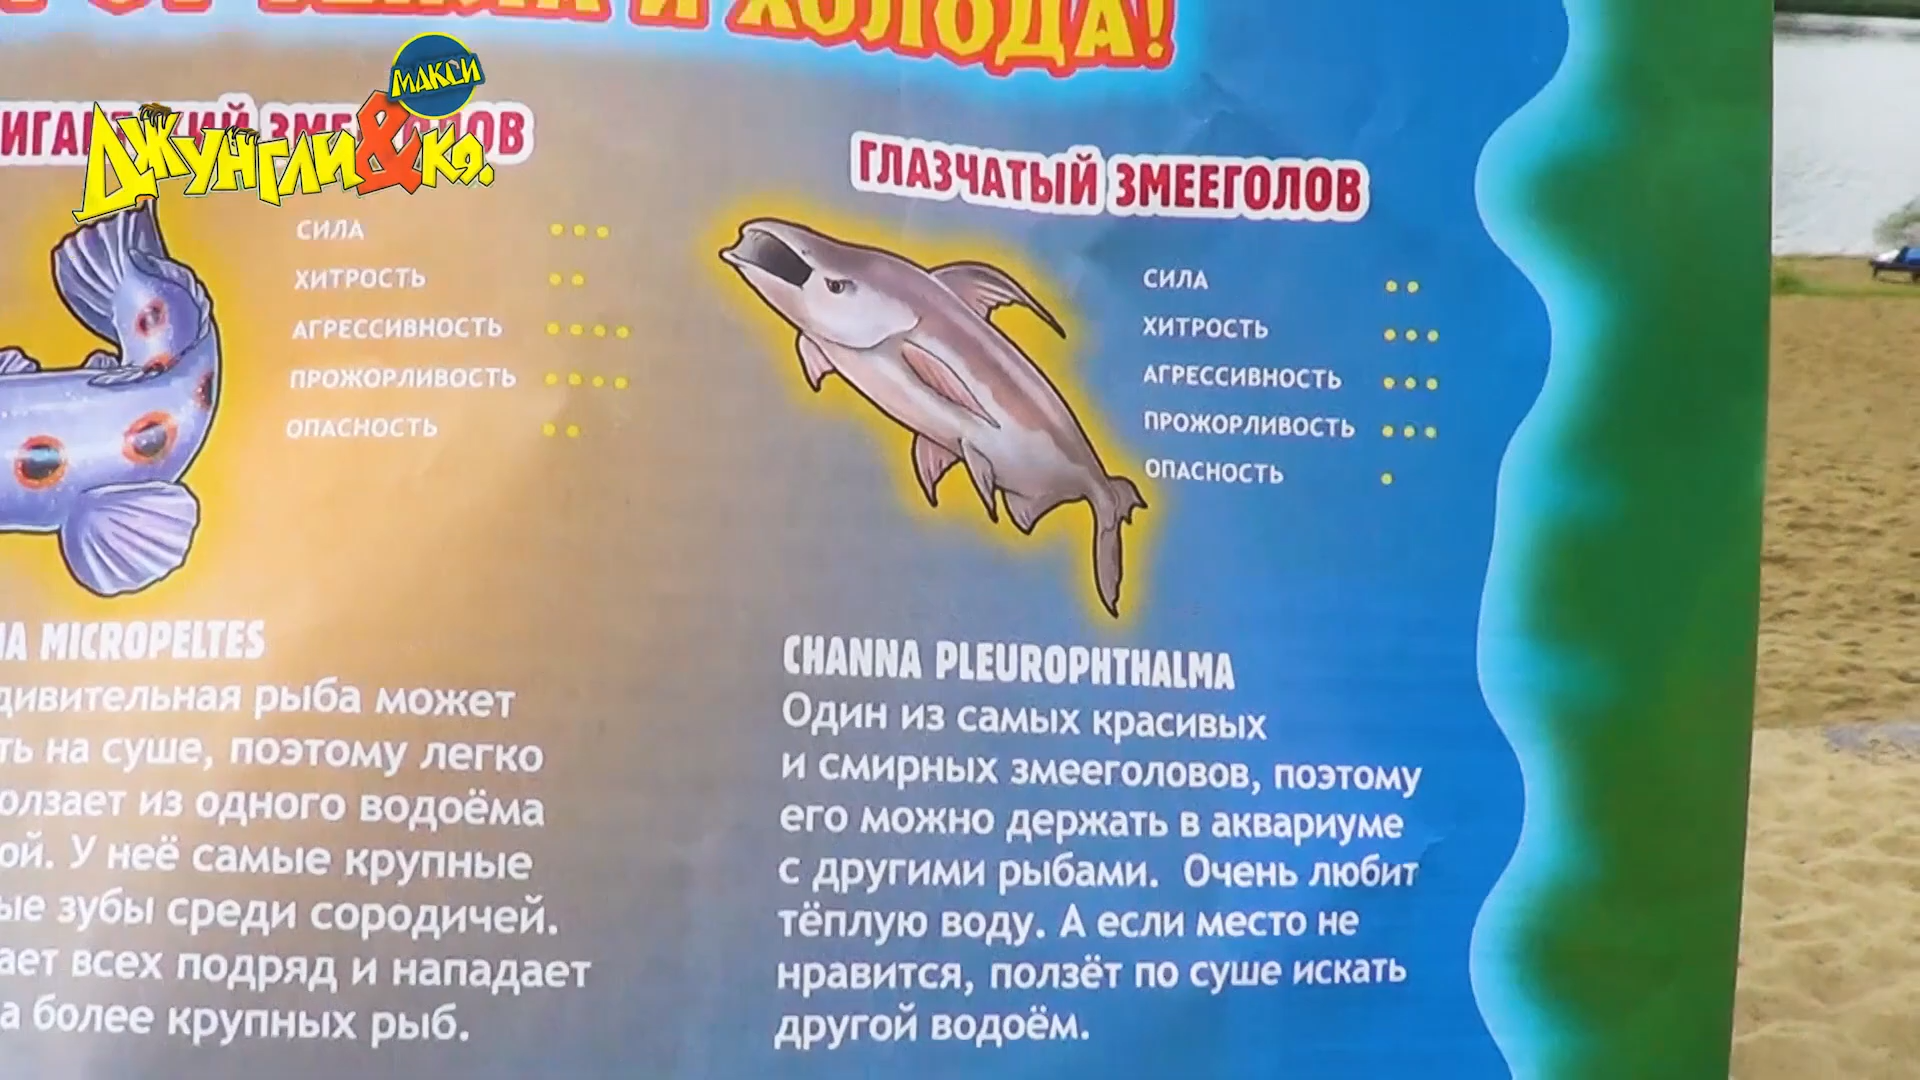 И ХОЛОДА!
МАКСИ
ДЖУНГЛИ&К°.
ГЛАЗЧАТЫЙ ЗМЕЕГОЛОВ
СИЛА
ХИТРОСТЬ
АГРЕССИВНОСТЬ
ПРОЖОРЛИВОСТЬ
ОПАСНОСТЬ
СИЛА
ХИТРОСТЬ
АГРЕССИВНОСТЬ
ПРОЖОРЛИВОСТЬ
ОПАСНОСТЬ
MICROPELTES
рыба может
на суше, поэтому легко
из одного водоёма
У неё самые крупные
зубы среди сородичей.
всех подряд и нападает
более крупных рыб.
CHANNA PLEUROPHTHALMA
Один из самых красивых
и смирных змееголовов, поэтому
его можно держать в аквариуме
с другими рыбами. Очень любит
тёплую воду. А если место не
нравится, ползёт по суше искать
другой водоём.